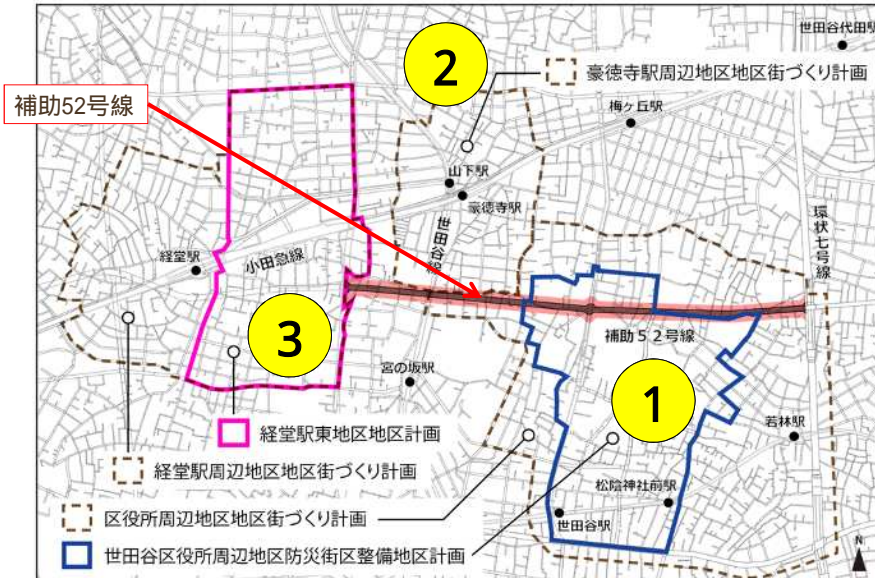 世田谷代田駅
②
豪徳寺駅周辺地区地区街づくり計画
補助52号線
梅ヶ丘駅
山下駅
豪徳寺駅
世田谷線
環状七号線
経堂駅
小田急線
③
補助52号線
宮の坂駅
①
若林駅
経堂駅東地区地区計画
経堂駅周辺地区地区街づくり計画
松陰神社前駅
区役所周辺地区地区街づくり計画
世田谷駅
世田谷区役所周辺地区防災街区整備地区計画
N